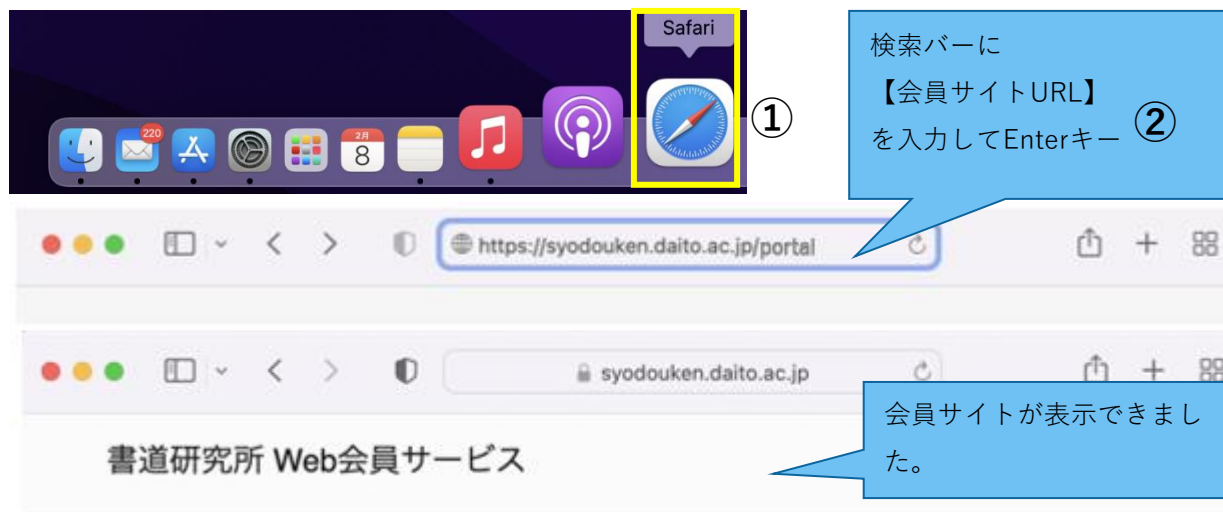 Safari
①
220
2月
8
検索バーに
【会員サイトURL】
を入力してEnterキー
②
https://syodouken.daito.ac.jp/portal
syodouken.daito.ac.jp
書道研究所 Web会員サービス
会員サイトが表示できまし
た。